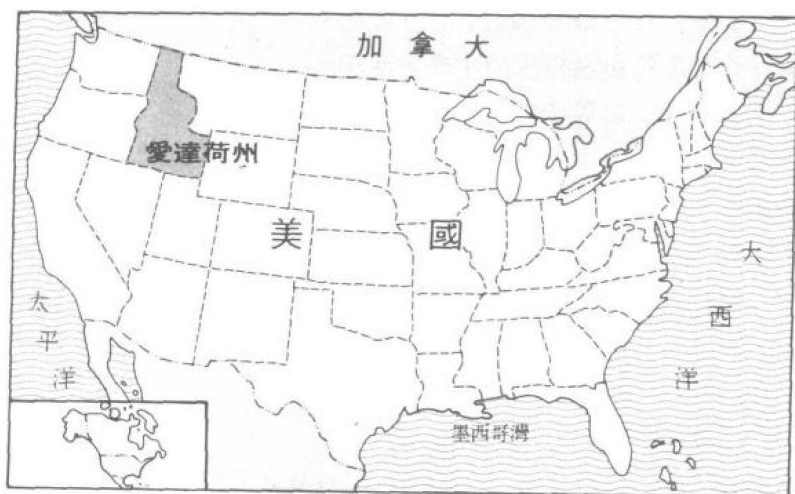 加拿大
愛達荷州
美國
太平洋
大西洋
墨西哥灣